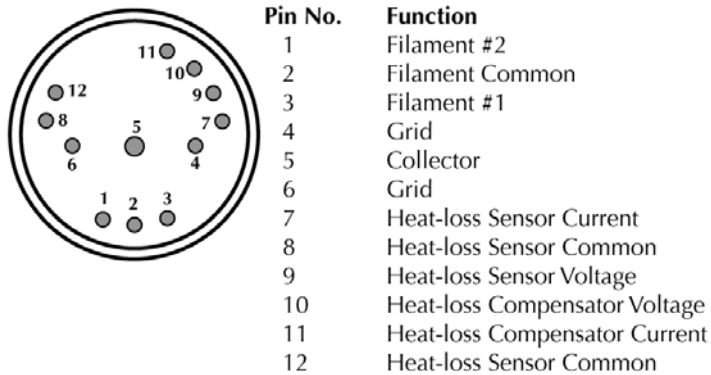 11
10
12
9
8
5
7
6
4
1
2
3
Pin No. Function
1 Filament #2
2 Filament Common
3 Filament #1
4 Grid
5 Collector
6 Grid
7 Heat-loss Sensor Current
8 Heat-loss Sensor Common
9 Heat-loss Sensor Voltage
10 Heat-loss Compensator Voltage
11 Heat-loss Compensator Current
12 Heat-loss Sensor Common